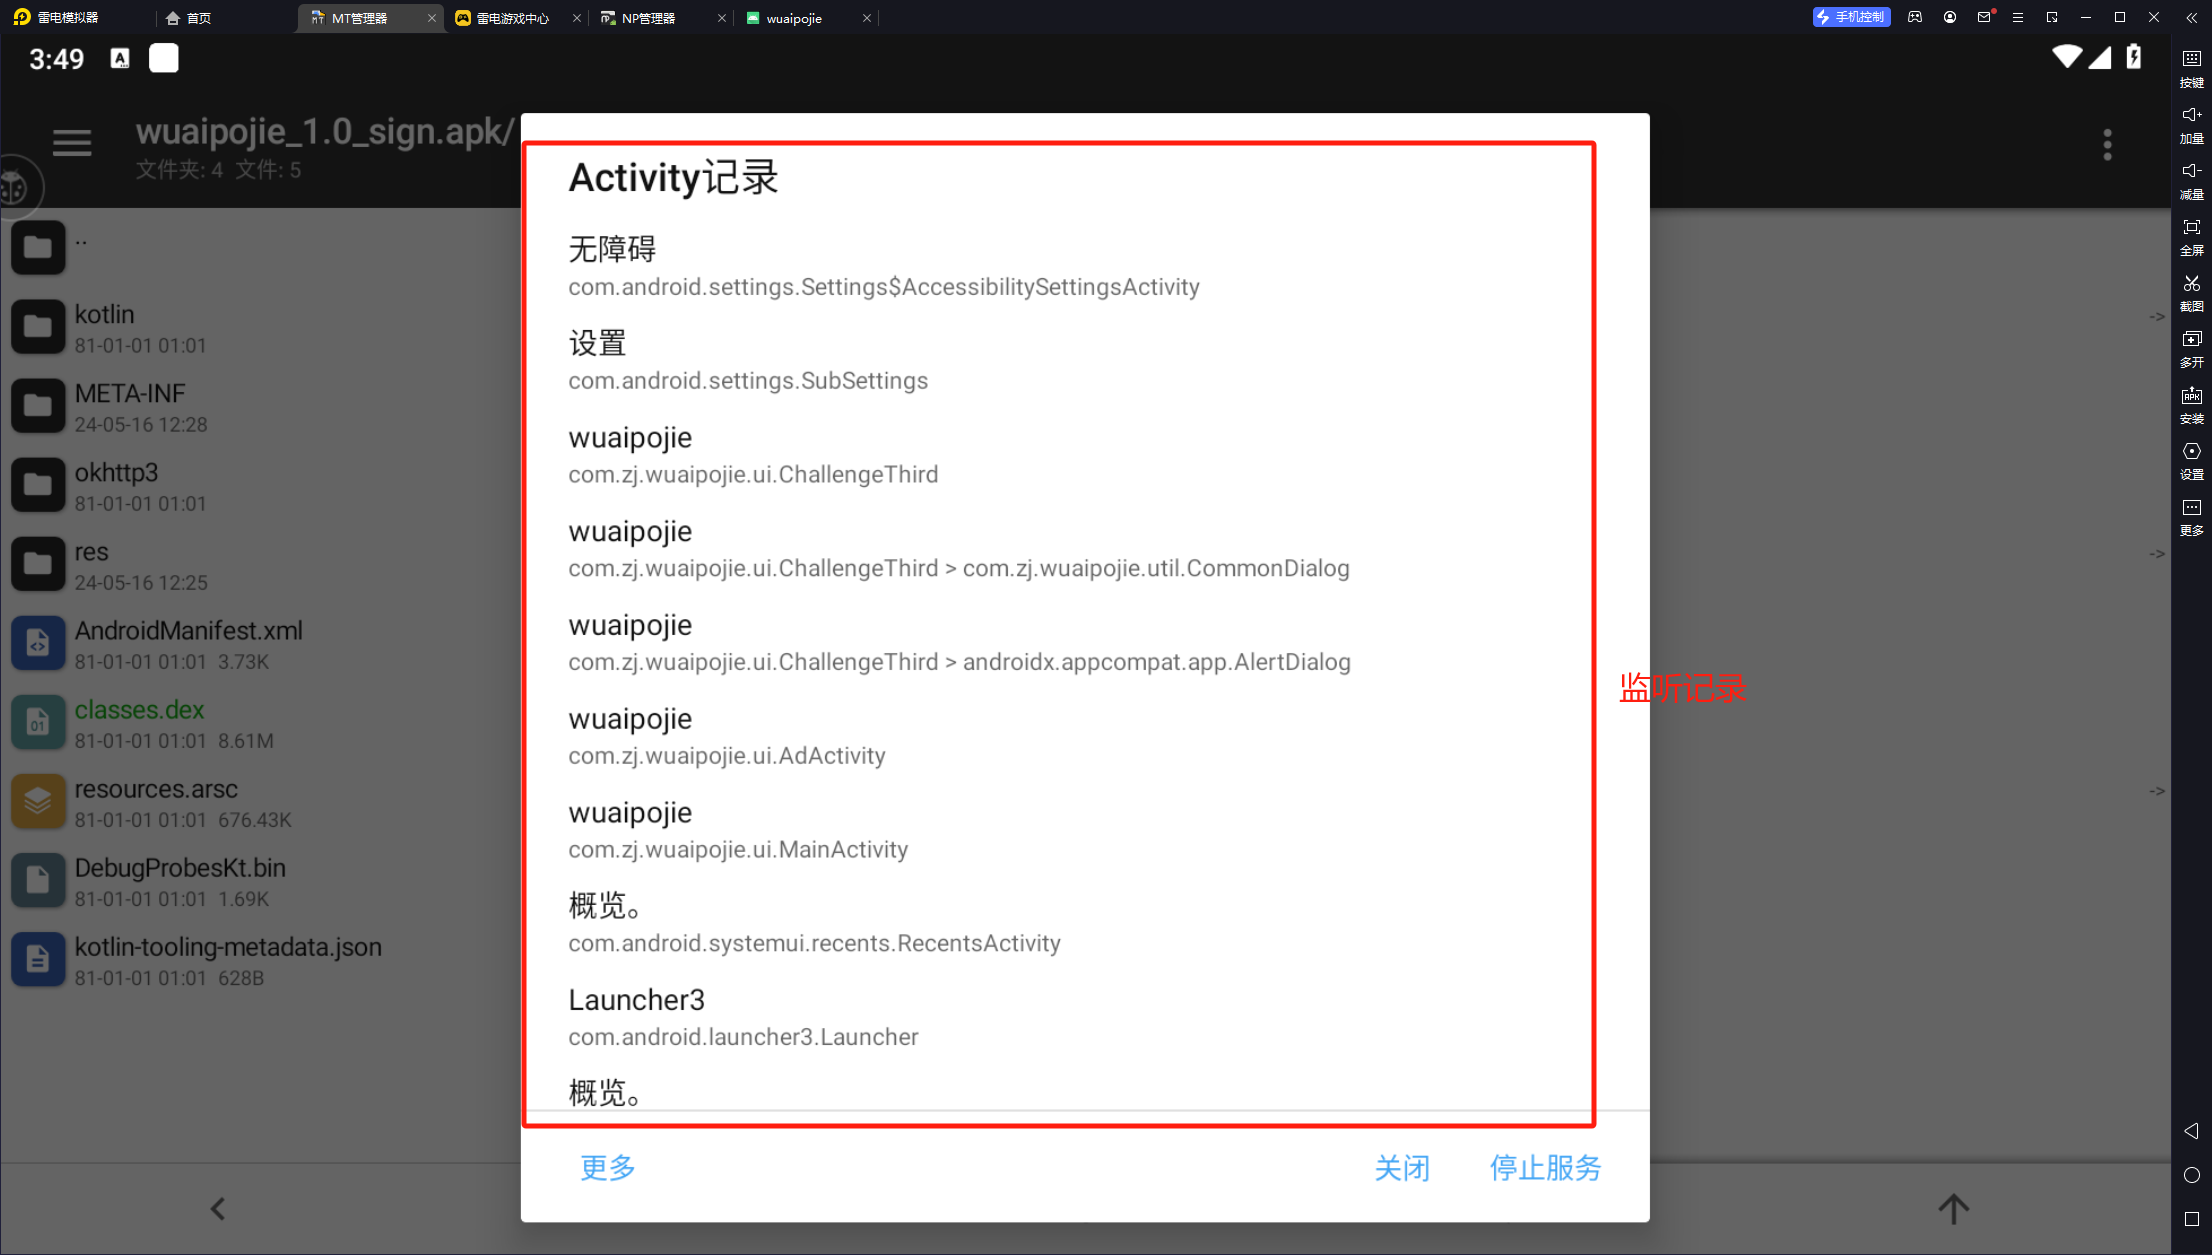 雷电模拟器
首页
MT管理器
雷电游戏中心
NP管理器
wuaipojie
手机控制
3:49
wuaipojie_1.0_sign.apk/
文件夹: 4 文件: 5
..
kotlin
81-01-01 01:01
META-INF
24-05-16 12:28
okhttp3
81-01-01 01:01
res
24-05-16 12:25
AndroidManifest.xml
81-01-01 01:01 3.73K
classes.dex
81-01-01 01:01 8.61M
resources.arsc
81-01-01 01:01 676.43K
DebugProbesKt.bin
81-01-01 01:01 1.69K
kotlin-tooling-metadata.json
81-01-01 01:01 628B
Activity记录
无障碍
com.android.settings.Settings$AccessibilitySettingsActivity
设置
com.android.settings.SubSettings
wuaipojie
com.zj.wuaipojie.ui.ChallengeThird
wuaipojie
com.zj.wuaipojie.ui.ChallengeThird > com.zj.wuaipojie.util.CommonDialog
wuaipojie
com.zj.wuaipojie.ui.ChallengeThird > androidx.appcompat.app.AlertDialog
wuaipojie
com.zj.wuaipojie.ui.AdActivity
wuaipojie
com.zj.wuaipojie.ui.MainActivity
概览。
com.android.systemui.recents.RecentsActivity
Launcher3
com.android.launcher3.Launcher
概览。
更多
关闭
停止服务
监听记录
->
->
->
按键
加量
减量
全屏
截图
多开
安装
设置
更多